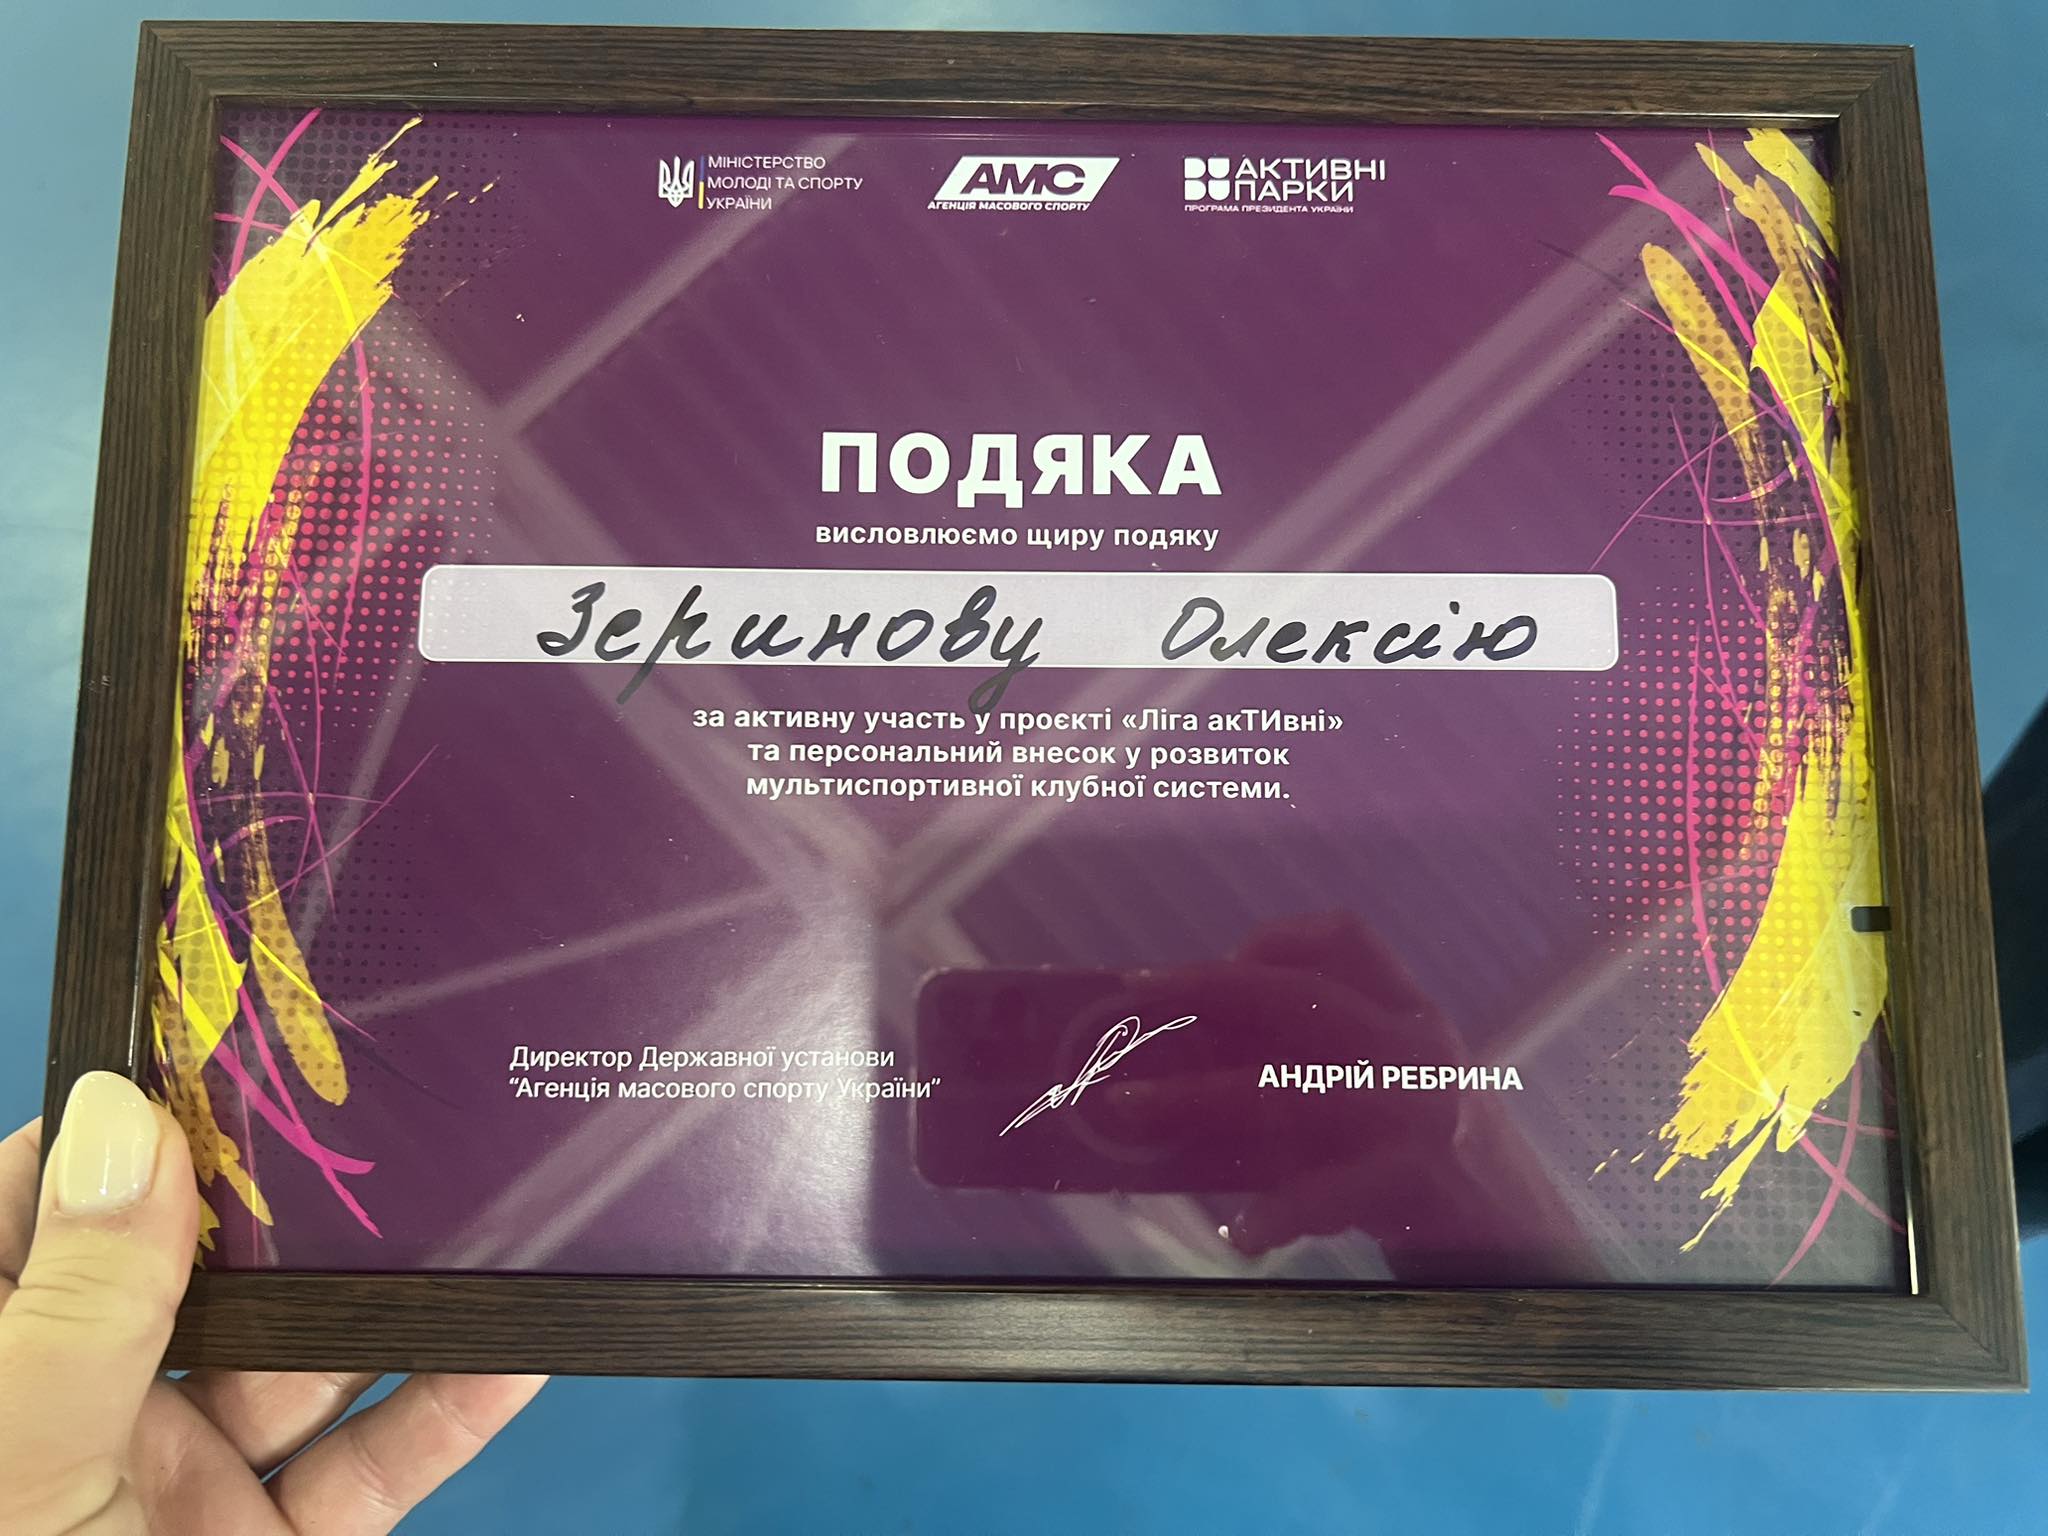 МІНІСТЕРСТВО
МОЛОДІ ТА СПОРТУ
УКРАЇНИ
АМС
АГЕНЦІЯ МАСОВОГО СПОРТУ
АКТИВНІ
ПАРКИ
ПРОГРАМА ПРЕЗИДЕНТА УКРАЇНИ
ПОДЯКА
висловлюємо щиру подяку
Зеринову Олексію
за активну участь у проєкті «Ліга акТИвні»
та персональний внесок у розвиток
мультиспортивної клубної системи.
Директор Державної установи
“Агенція масового спорту України”
АНДРІЙ РЕБРИНА